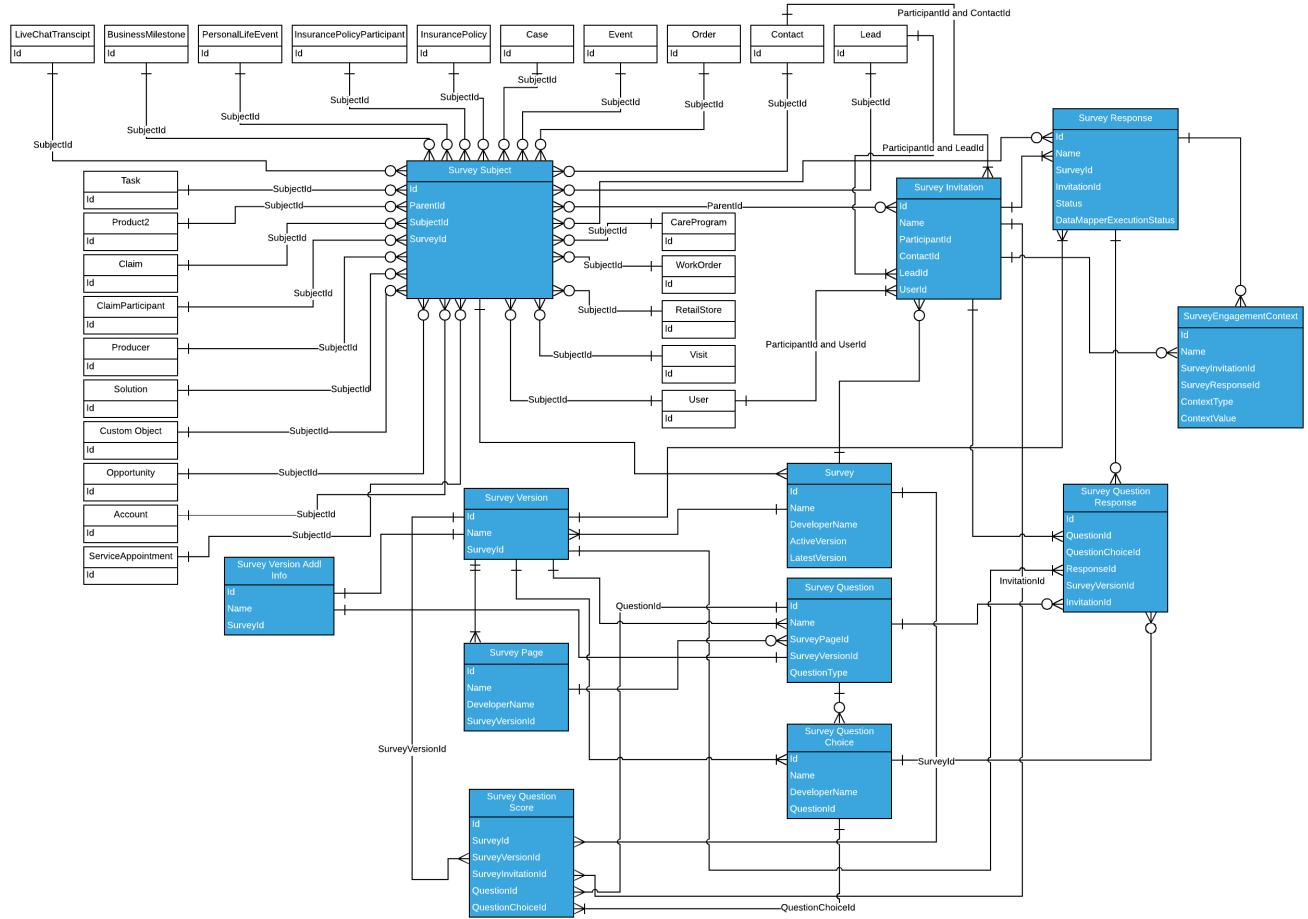 ParticipantId and ContactId
LiveChatTranscipt
Id
BusinessMilestone
Id
PersonalLifeEvent
Id
InsurancePolicyParticipant
Id
InsurancePolicy
Id
Case
Id
Event
Id
Order
Id
Contact
Id
Lead
Id
SubjectId
SubjectId
SubjectId
SubjectId
SubjectId
SubjectId
SubjectId
SubjectId
SubjectId
SubjectId
ParticipantId and LeadId
Survey Response
Id
Name
SurveyId
InvitationId
Status
DataMapperExecutionStatus
Survey Subject
Id
ParentId
SubjectId
SurveyId
Survey Invitation
Id
Name
ParticipantId
ContactId
LeadId
UserId
ParentId
Task
Id
SubjectId
Product2
Id
SubjectId
Claim
Id
SubjectId
ClaimParticipant
Id
SubjectId
Producer
Id
SubjectId
Solution
Id
SubjectId
Custom Object
Id
SubjectId
Opportunity
Id
SubjectId
Account
Id
SubjectId
ServiceAppointment
Id
SubjectId
CareProgram
Id
SubjectId
WorkOrder
Id
SubjectId
RetailStore
Id
SubjectId
Visit
Id
SubjectId
User
Id
SubjectId
ParticipantId and UserId
SurveyEngagementContext
Id
Name
SurveyInvitationId
SurveyResponseId
ContextType
ContextValue
Survey
Id
Name
DeveloperName
ActiveVersion
LatestVersion
Survey Version
Id
Name
SurveyId
Survey Question
Response
Id
QuestionId
QuestionChoiceId
ResponseId
SurveyVersionId
InvitationId
InvitationId
Survey Version Addl
Info
Id
Name
SurveyId
Survey Question
Id
Name
SurveyPageId
SurveyVersionId
QuestionType
QuestionId
Survey Page
Id
Name
DeveloperName
SurveyVersionId
Survey Question
Choice
Id
Name
DeveloperName
QuestionId
SurveyId
SurveyVersionId
Survey Question
Score
Id
SurveyId
SurveyVersionId
SurveyInvitationId
QuestionId
QuestionChoiceId
QuestionChoiceId